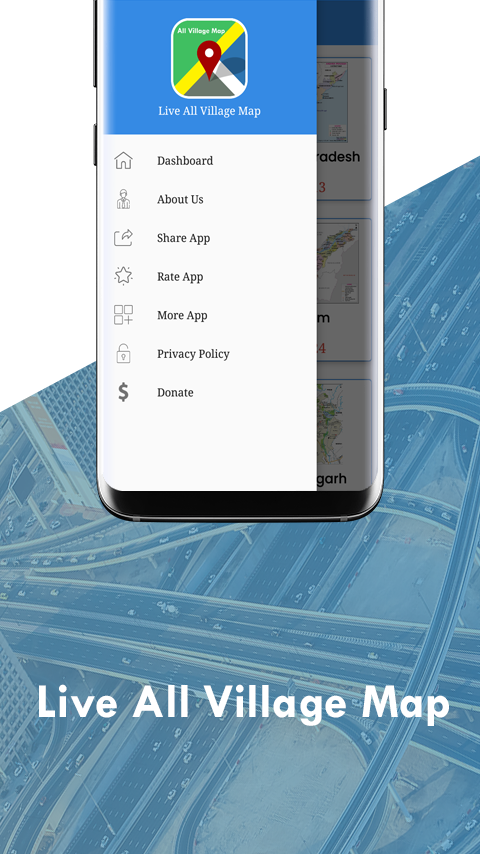 All Village Map
Live All Village Map
Dashboard
About Us
Share App
Rate App
More App
Privacy Policy
Donate
radesh
3
m
24
garh
Live All Village Map